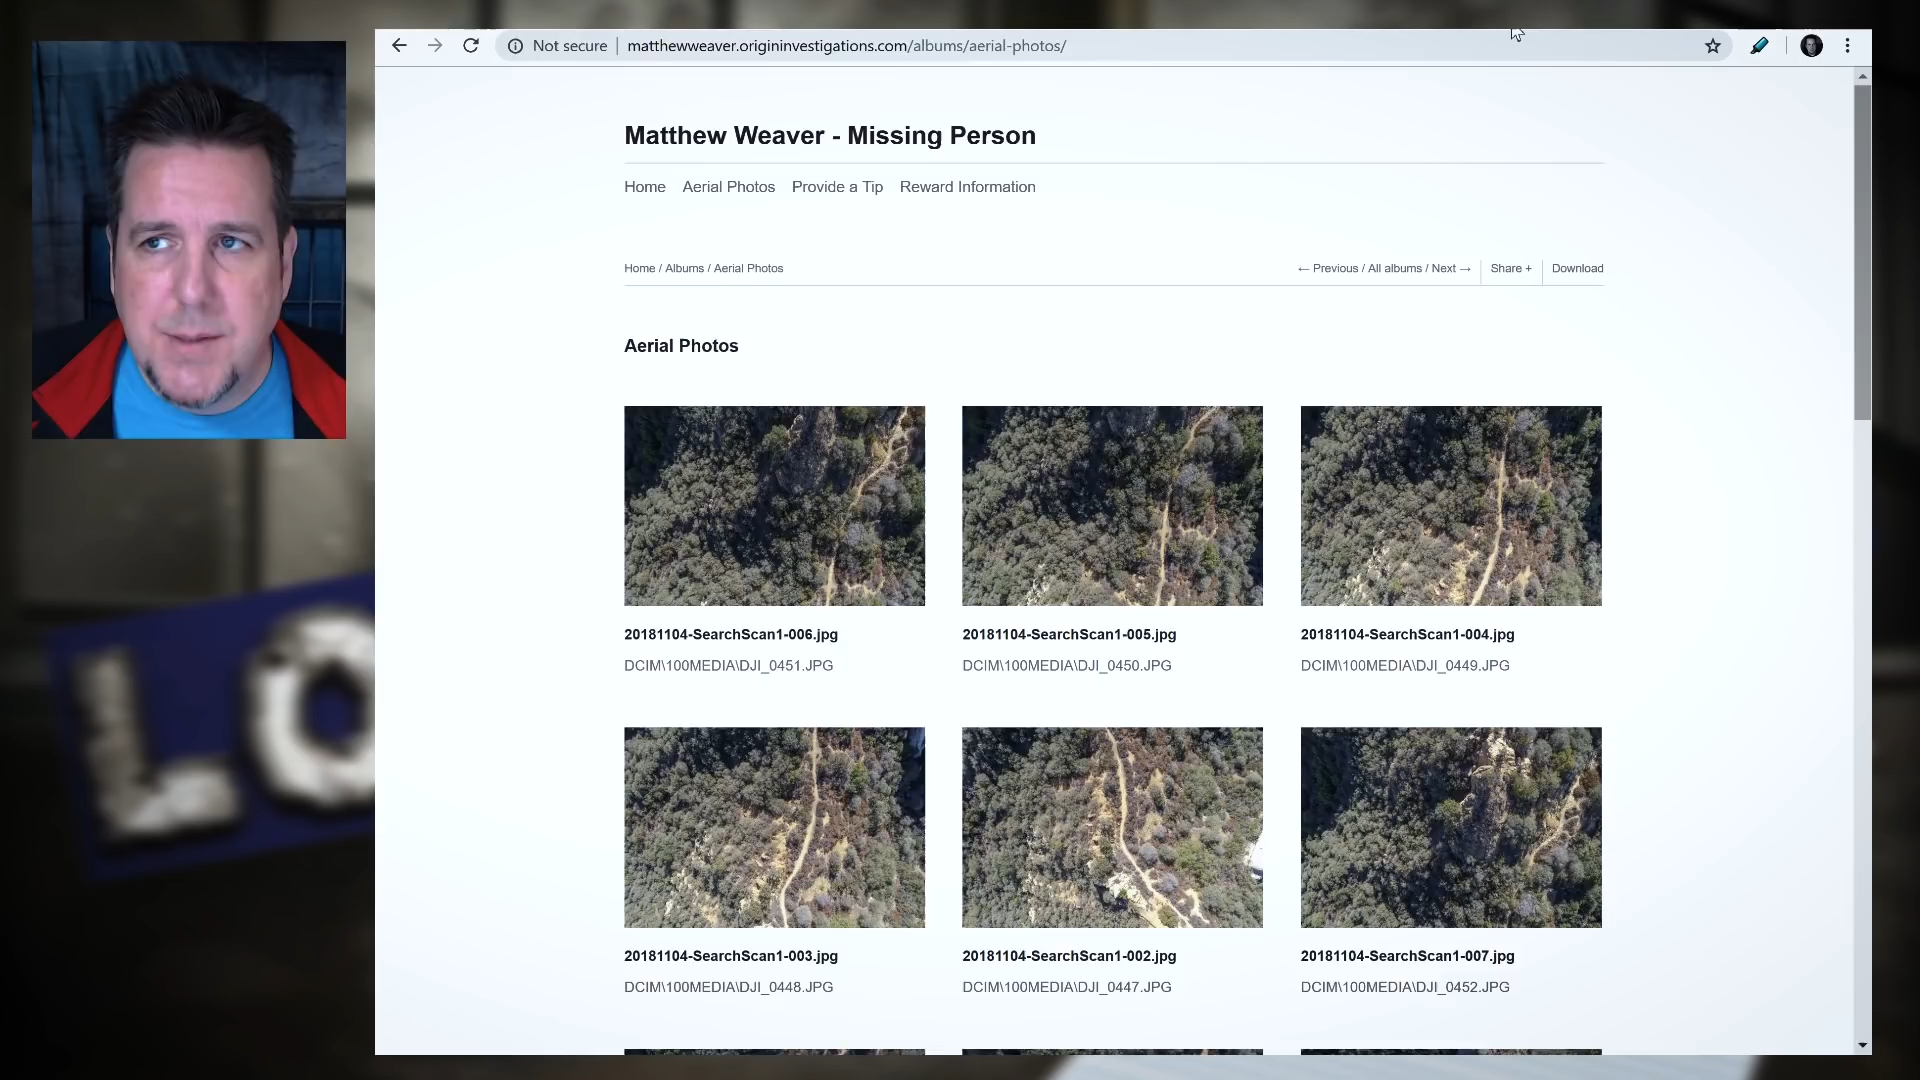 Not secure | matthewweaver.origininvestigations.com/albums/aerial-photos/
Matthew Weaver - Missing Person
Home Aerial Photos Provide a Tip Reward Information
Home / Albums / Aerial Photos
← Previous / All albums / Next → Share + Download
Aerial Photos
20181104-SearchScan1-006.jpg 20181104-SearchScan1-005.jpg 20181104-SearchScan1-004.jpg
DCIM\100MEDIA\DJI_0451.JPG DCIM\100MEDIA\DJI_0450.JPG DCIM\100MEDIA\DJI_0449.JPG
20181104-SearchScan1-003.jpg 20181104-SearchScan1-002.jpg 20181104-SearchScan1-007.jpg
DCIM\100MEDIA\DJI_0448.JPG DCIM\100MEDIA\DJI_0447.JPG DCIM\100MEDIA\DJI_0452.JPG
LO